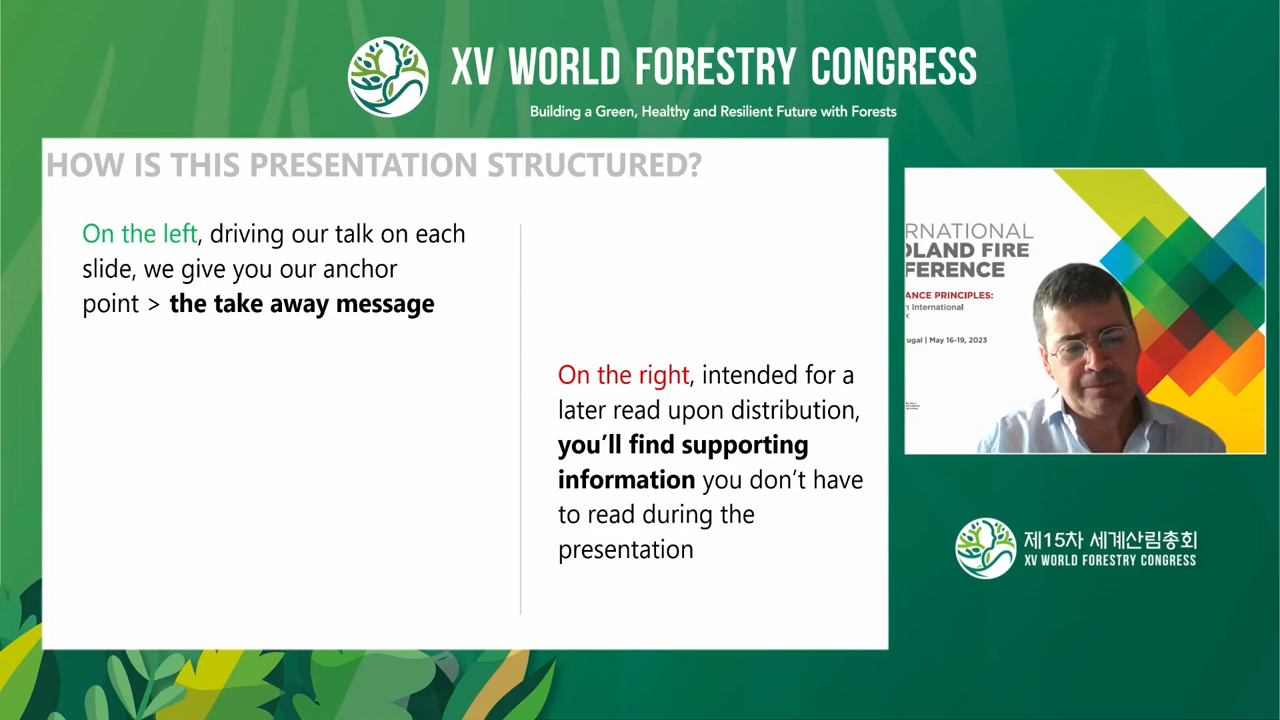 XV WORLD FORESTRY CONGRESS
Building a Green, Healthy and Resilient Future with Forests
HOW IS THIS PRESENTATION STRUCTURED?
On the left, driving our talk on each
slide, we give you our anchor
point > the take away message
On the right, intended for a
later read upon distribution,
you’ll find supporting
information you don’t have
to read during the
presentation
RNATIONAL
DLAND FIRE
FERENCE
ANCE PRINCIPLES:
International
ugal | May 16-19, 2023
제15차 세계산림총회
XV WORLD FORESTRY CONGRESS